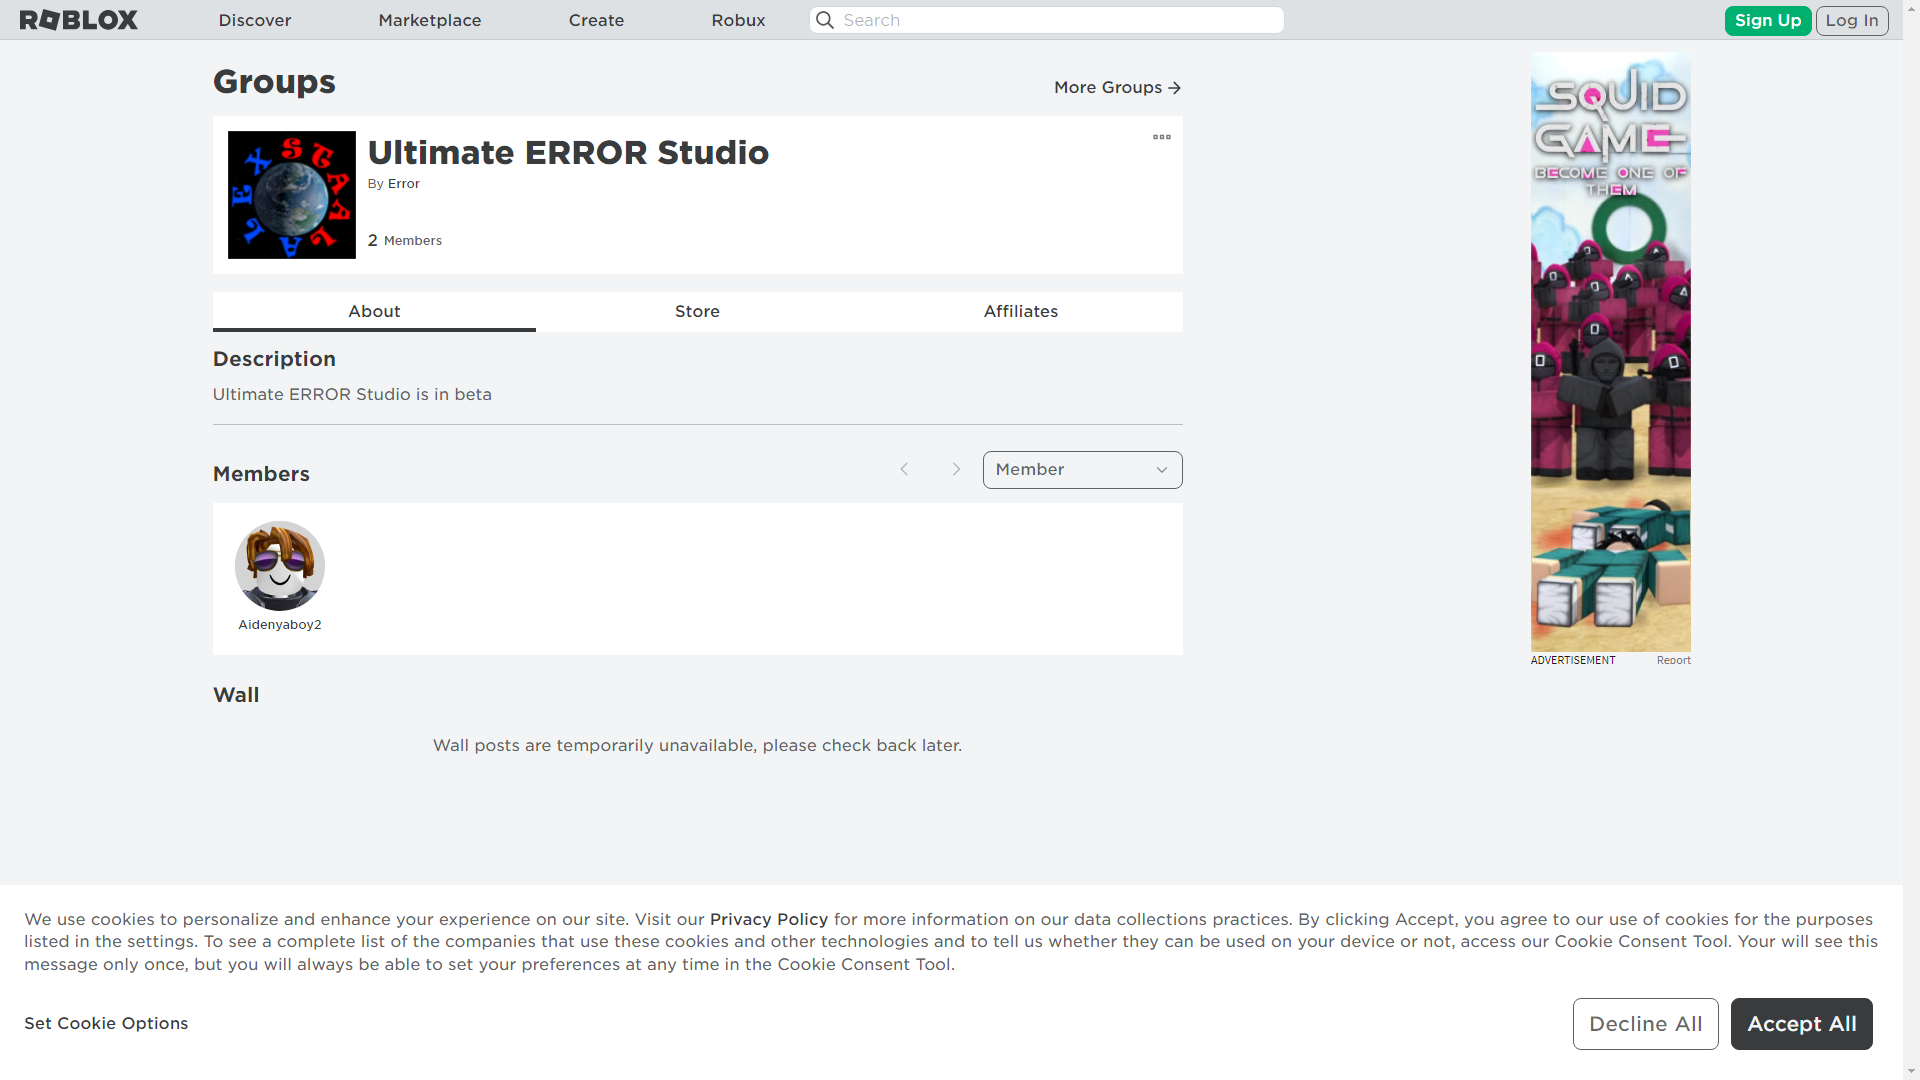 ROBLOX
Discover
Marketplace
Create
Robux
Search
Sign Up
Log In
Groups
More Groups
STAALALEX
Ultimate ERROR Studio
By Error
2 Members
About
Store
Affiliates
Description
Ultimate ERROR Studio is in beta
Members
Member
Aidenyaboy2
Wall
Wall posts are temporarily unavailable, please check back later.
SQUID
GAME
BECOME ONE OF
THEM
ADVERTISEMENT
Report
We use cookies to personalize and enhance your experience on our site. Visit our Privacy Policy for more information on our data collections practices. By clicking Accept, you agree to our use of cookies for the purposes
listed in the settings. To see a complete list of the companies that use these cookies and other technologies and to tell us whether they can be used on your device or not, access our Cookie Consent Tool. Your will see this
message only once, but you will always be able to set your preferences at any time in the Cookie Consent Tool.
Set Cookie Options
Decline All
Accept All